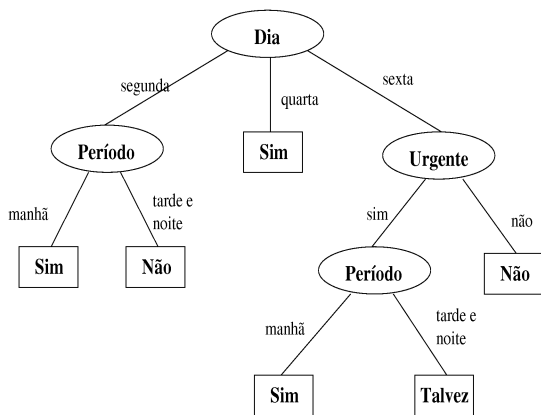 Dia
segunda
quarta
sexta
Período
Sim
Urgente
manhã
tarde e
noite
sim
não
Sim
Não
Período
Não
manhã
tarde e
noite
Sim
Talvez